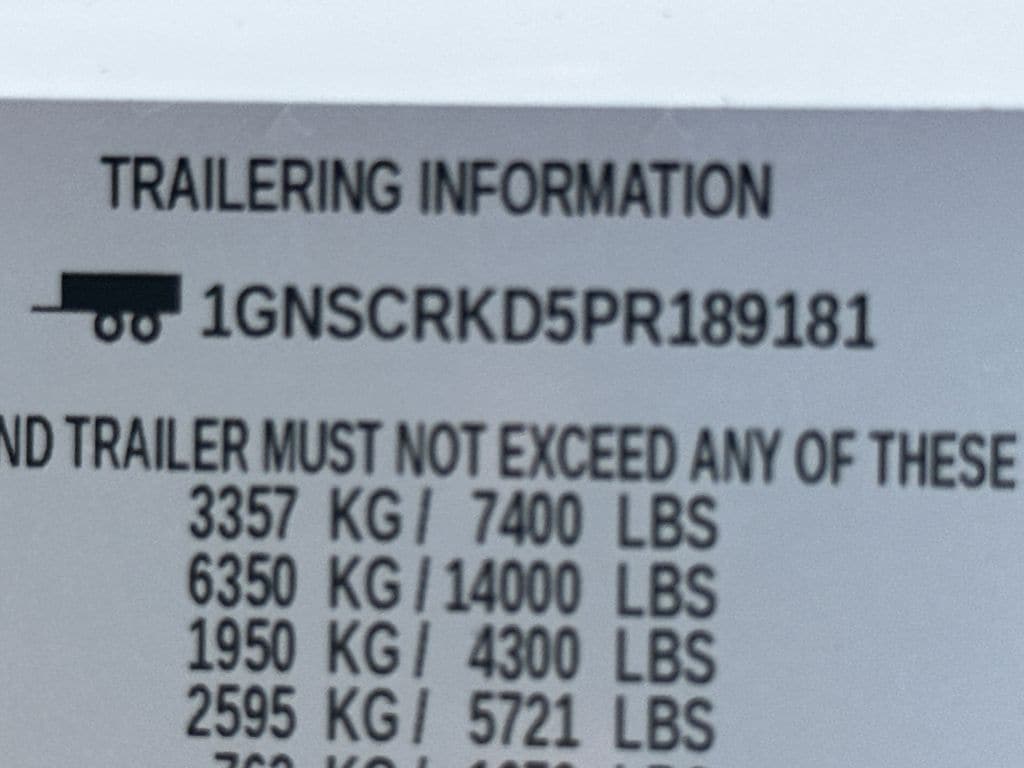 TRAILERING INFORMATION
1GNSCRKD5PR189181
TRAILER MUST NOT EXCEED ANY OF THESE
3357 KG/ 7400 LBS
6350 KG/14000 LBS
1950 KG/ 4300 LBS
2595 KG/ 5721 LBS